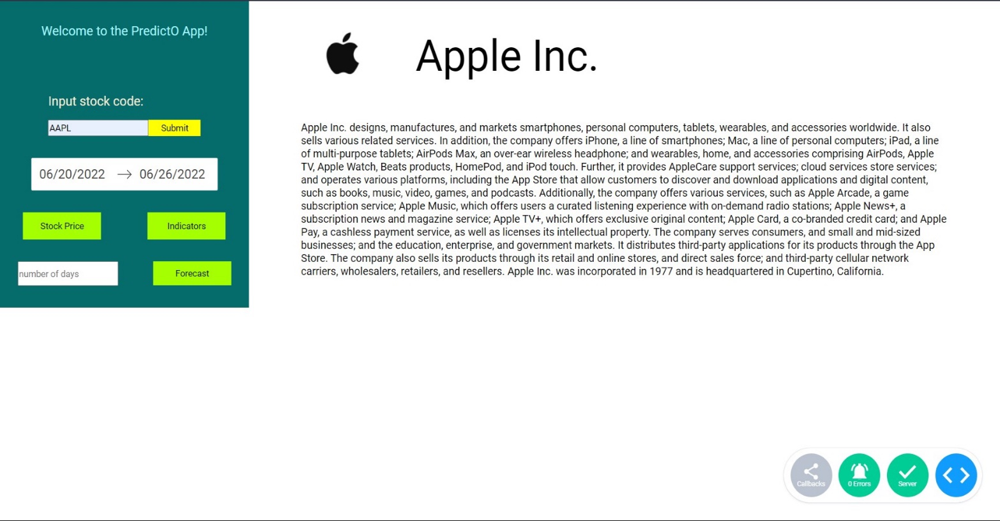 Welcome to the PredictO App!
Input stock code:
AAPL Submit
06/20/2022 → 06/26/2022
Stock Price Indicators
number of days Forecast
Apple Inc.
Apple Inc. designs, manufactures, and markets smartphones, personal computers, tablets, wearables, and accessories worldwide. It also
sells various related services. In addition, the company offers iPhone, a line of smartphones; Mac, a line of personal computers; iPad, a line
of multi-purpose tablets; AirPods Max, an over-ear wireless headphone; and wearables, home, and accessories comprising AirPods, Apple
TV, Apple Watch, Beats products, HomePod, and iPod touch. Further, it provides AppleCare support services; cloud services store services;
and operates various platforms, including the App Store that allow customers to discover and download applications and digital content,
such as books, music, video, games, and podcasts. Additionally, the company offers various services, such as Apple Arcade, a game
subscription service; Apple Music, which offers users a curated listening experience with on-demand radio stations; Apple News+, a
subscription news and magazine service; Apple TV+, which offers exclusive original content; Apple Card, a co-branded credit card; and Apple
Pay, a cashless payment service, as well as licenses its intellectual property. The company serves consumers, and small and mid-sized
businesses; and the education, enterprise, and government markets. It distributes third-party applications for its products through the App
Store. The company also sells its products through its retail and online stores, and direct sales force; and third-party cellular network
carriers, wholesalers, retailers, and resellers. Apple Inc. was incorporated in 1977 and is headquartered in Cupertino, California.
Callbacks 0 Errors Server